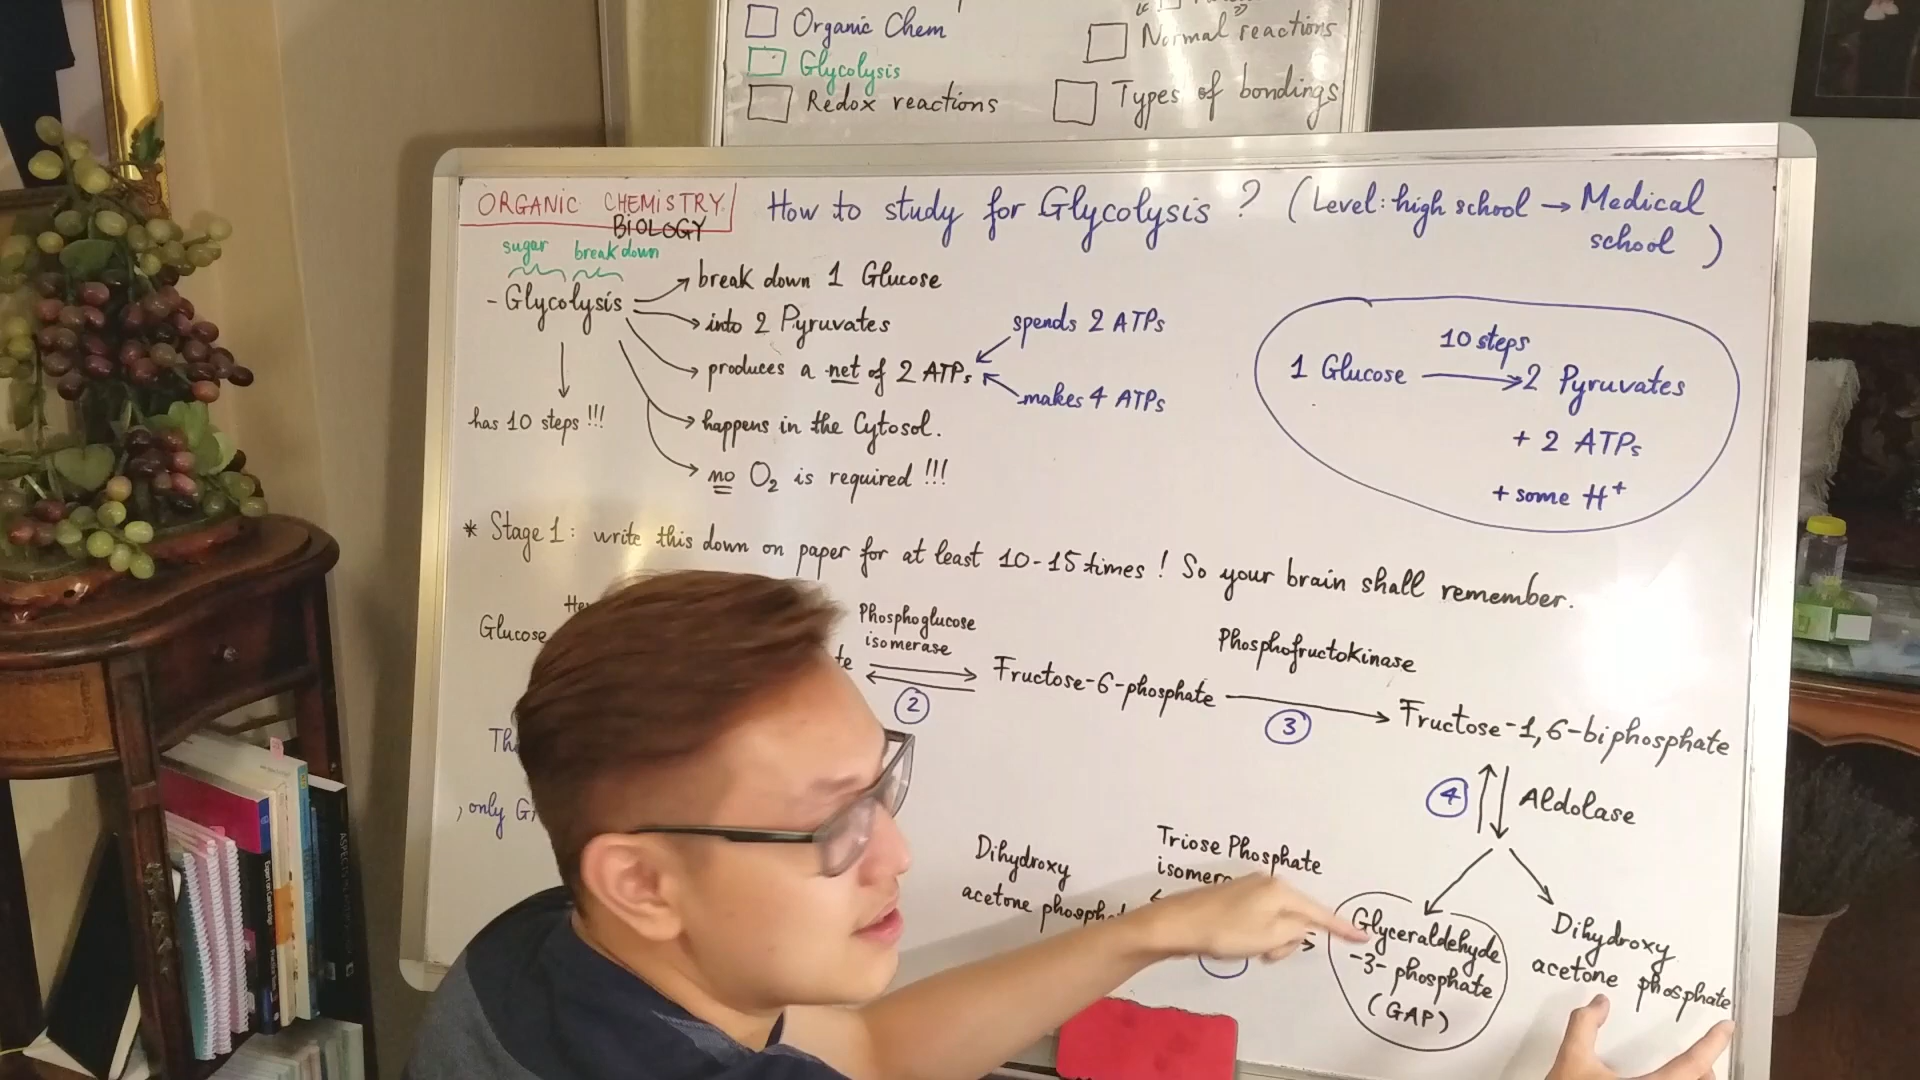 Organic Chem
Glycolysis
Redox reactions
Normal reactions
Types of bondings
ORGANIC CHEMISTRY
BIOLOGY
How to study for Glycolysis ? (Level: high school → Medical
school )
sugar break down
- Glycolysis
has 10 steps !!!
break down 1 Glucose
into 2 Pyruvates
produces a net of 2 ATPs
spends 2 ATPs
makes 4 ATPs
happens in the Cytosol.
no O2 is required !!!
10 steps
1 Glucose → 2 Pyruvates
+ 2 ATPs
+ some H+
* Stage 1: write this down on paper for at least 10-15 times ! So your brain shall remember.
Glucose
Phosphoglucose
isomerase
2
Fructose-6-phosphate
Phosphofructokinase
3
Fructose-1,6-biphosphate
4
Aldolase
, only
Dihydroxy
acetone
Triose Phosphate
Glyceraldehyde
-3- phosphate
(GAP)
Dihydroxy
acetone phosphate